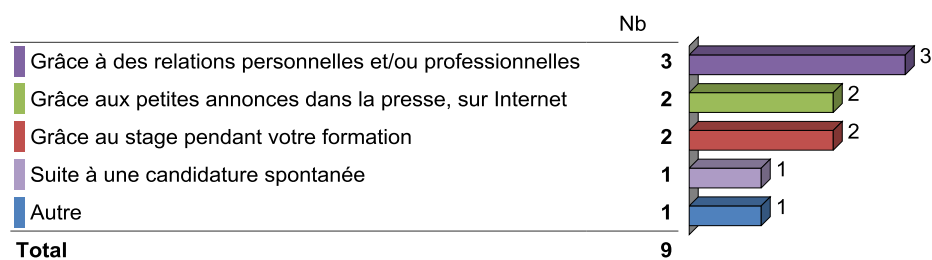 Nb
Grâce à des relations personnelles et/ou professionnelles 3 3
Grâce aux petites annonces dans la presse, sur Internet 2 2
Grâce au stage pendant votre formation 2 2
Suite à une candidature spontanée 1 1
Autre 1 1
Total 9